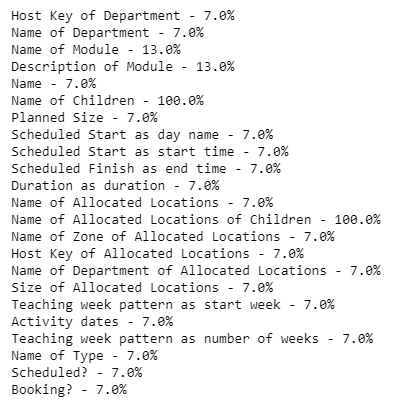 Host Key of Department - 7.0%
Name of Department - 7.0%
Name of Module - 13.0%
Description of Module - 13.0%
Name - 7.0%
Name of Children - 100.0%
Planned Size - 7.0%
Scheduled Start as day name - 7.0%
Scheduled Start as start time - 7.0%
Scheduled Finish as end time - 7.0%
Duration as duration - 7.0%
Name of Allocated Locations - 7.0%
Name of Allocated Locations of Children - 100.0%
Name of Zone of Allocated Locations - 7.0%
Host Key of Allocated Locations - 7.0%
Name of Department of Allocated Locations - 7.0%
Size of Allocated Locations - 7.0%
Teaching week pattern as start week - 7.0%
Activity dates - 7.0%
Teaching week pattern as number of weeks - 7.0%
Name of Type - 7.0%
Scheduled? - 7.0%
Booking? - 7.0%